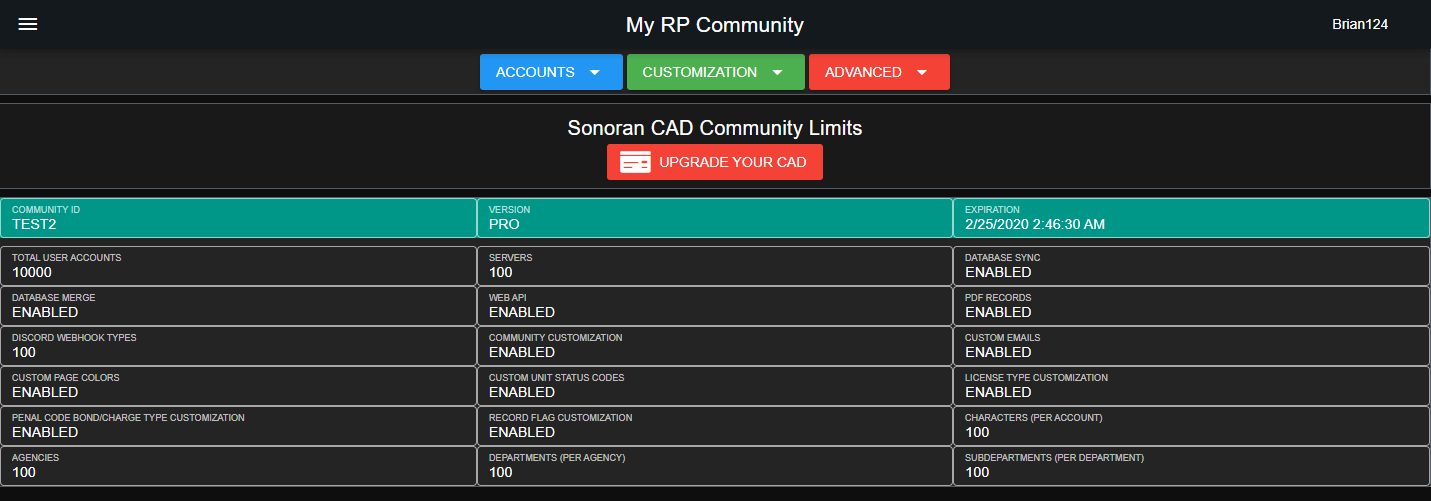 My RP Community
Brian124
ACCOUNTS
CUSTOMIZATION
ADVANCED
Sonoran CAD Community Limits
UPGRADE YOUR CAD
COMMUNITY ID
TEST2
VERSION
PRO
EXPIRATION
2/25/2020 2:46:30 AM
TOTAL USER ACCOUNTS
10000
SERVERS
100
DATABASE SYNC
ENABLED
DATABASE MERGE
ENABLED
WEB API
ENABLED
PDF RECORDS
ENABLED
DISCORD WEBHOOK TYPES
100
COMMUNITY CUSTOMIZATION
ENABLED
CUSTOM EMAILS
ENABLED
CUSTOM PAGE COLORS
ENABLED
CUSTOM UNIT STATUS CODES
ENABLED
LICENSE TYPE CUSTOMIZATION
ENABLED
PENAL CODE BOND/CHARGE TYPE CUSTOMIZATION
ENABLED
RECORD FLAG CUSTOMIZATION
ENABLED
CHARACTERS (PER ACCOUNT)
100
AGENCIES
100
DEPARTMENTS (PER AGENCY)
100
SUBDEPARTMENTS (PER DEPARTMENT)
100